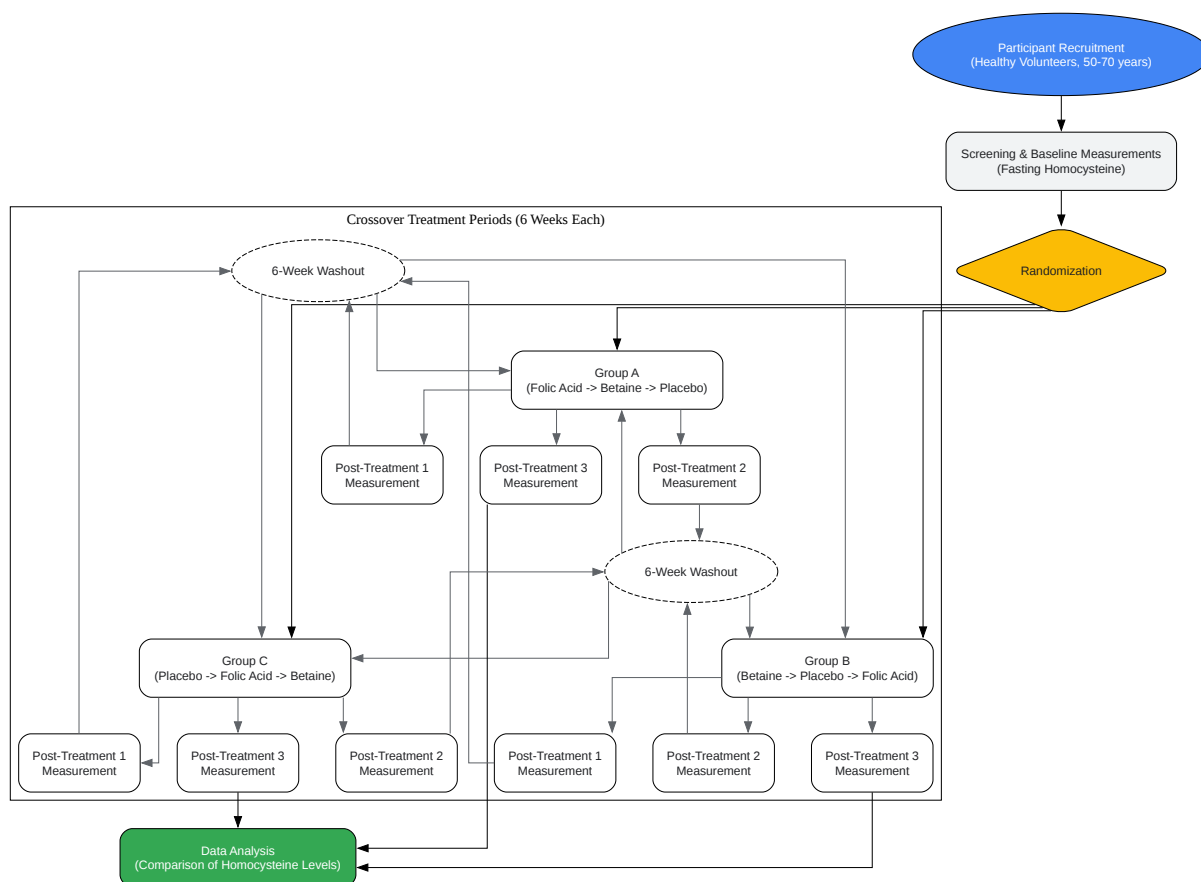 Participant Recruitment
(Healthy Volunteers, 50-70 years)
Screening & Baseline Measurements
(Fasting Homocysteine)
Randomization
Crossover Treatment Periods (6 Weeks Each)
6-Week Washout
Group A
(Folic Acid -> Betaine -> Placebo)
Post-Treatment 1
Measurement
Post-Treatment 3
Measurement
Post-Treatment 2
Measurement
6-Week Washout
Group C
(Placebo -> Folic Acid -> Betaine)
Group B
(Betaine -> Placebo -> Folic Acid)
Post-Treatment 1
Measurement
Post-Treatment 3
Measurement
Post-Treatment 2
Measurement
Post-Treatment 1
Measurement
Post-Treatment 2
Measurement
Post-Treatment 3
Measurement
Data Analysis
(Comparison of Homocysteine Levels)